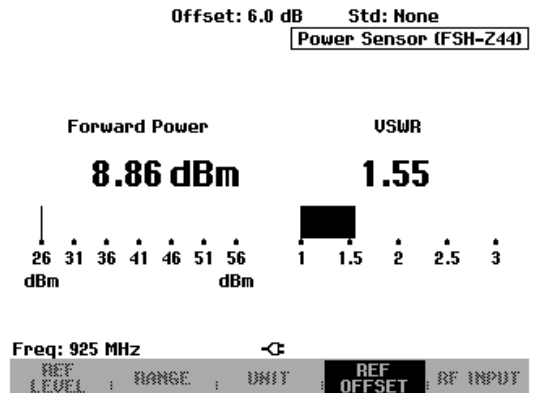 Offset: 6.0 dB Std: None
Power Sensor (FSH-Z44)
Forward Power VSWR
8.86 dBm 1.55
26 31 36 41 46 51 56 1 1.5 2 2.5 3
dBm dBm
Freq: 925 MHz
REF LEVEL RANGE UNIT REF OFFSET RF INPUT